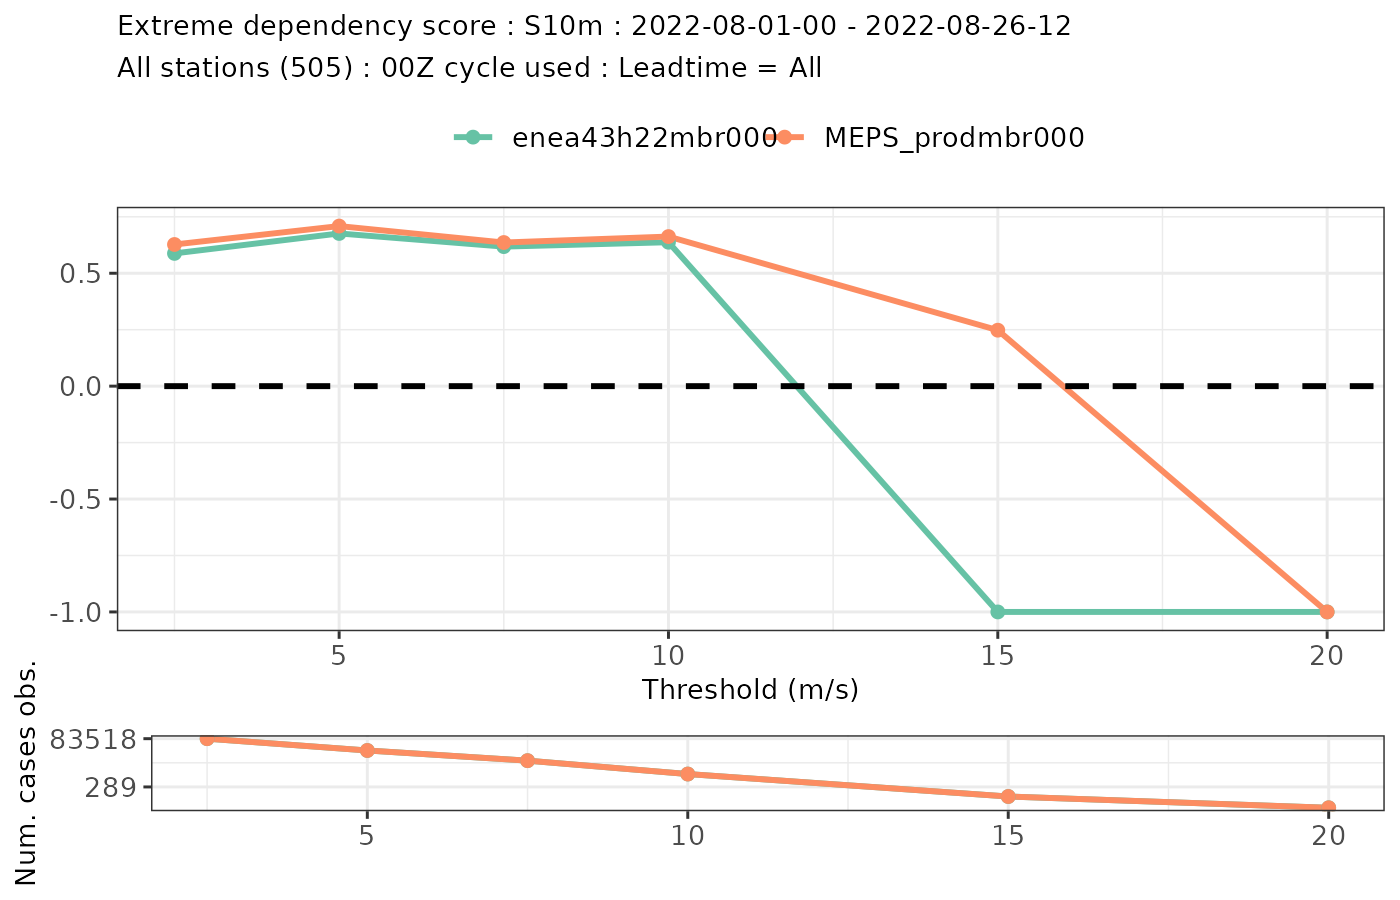 Extreme dependency score : S10m : 2022-08-01-00 - 2022-08-26-12
All stations (505) : 00Z cycle used : Leadtime = All
enea43h22mbr000 MEPS_prodmbr000
0.5
0.0
-0.5
-1.0
5 10 15 20
Threshold (m/s)
Num. cases obs.
83518
289
5 10 15 20